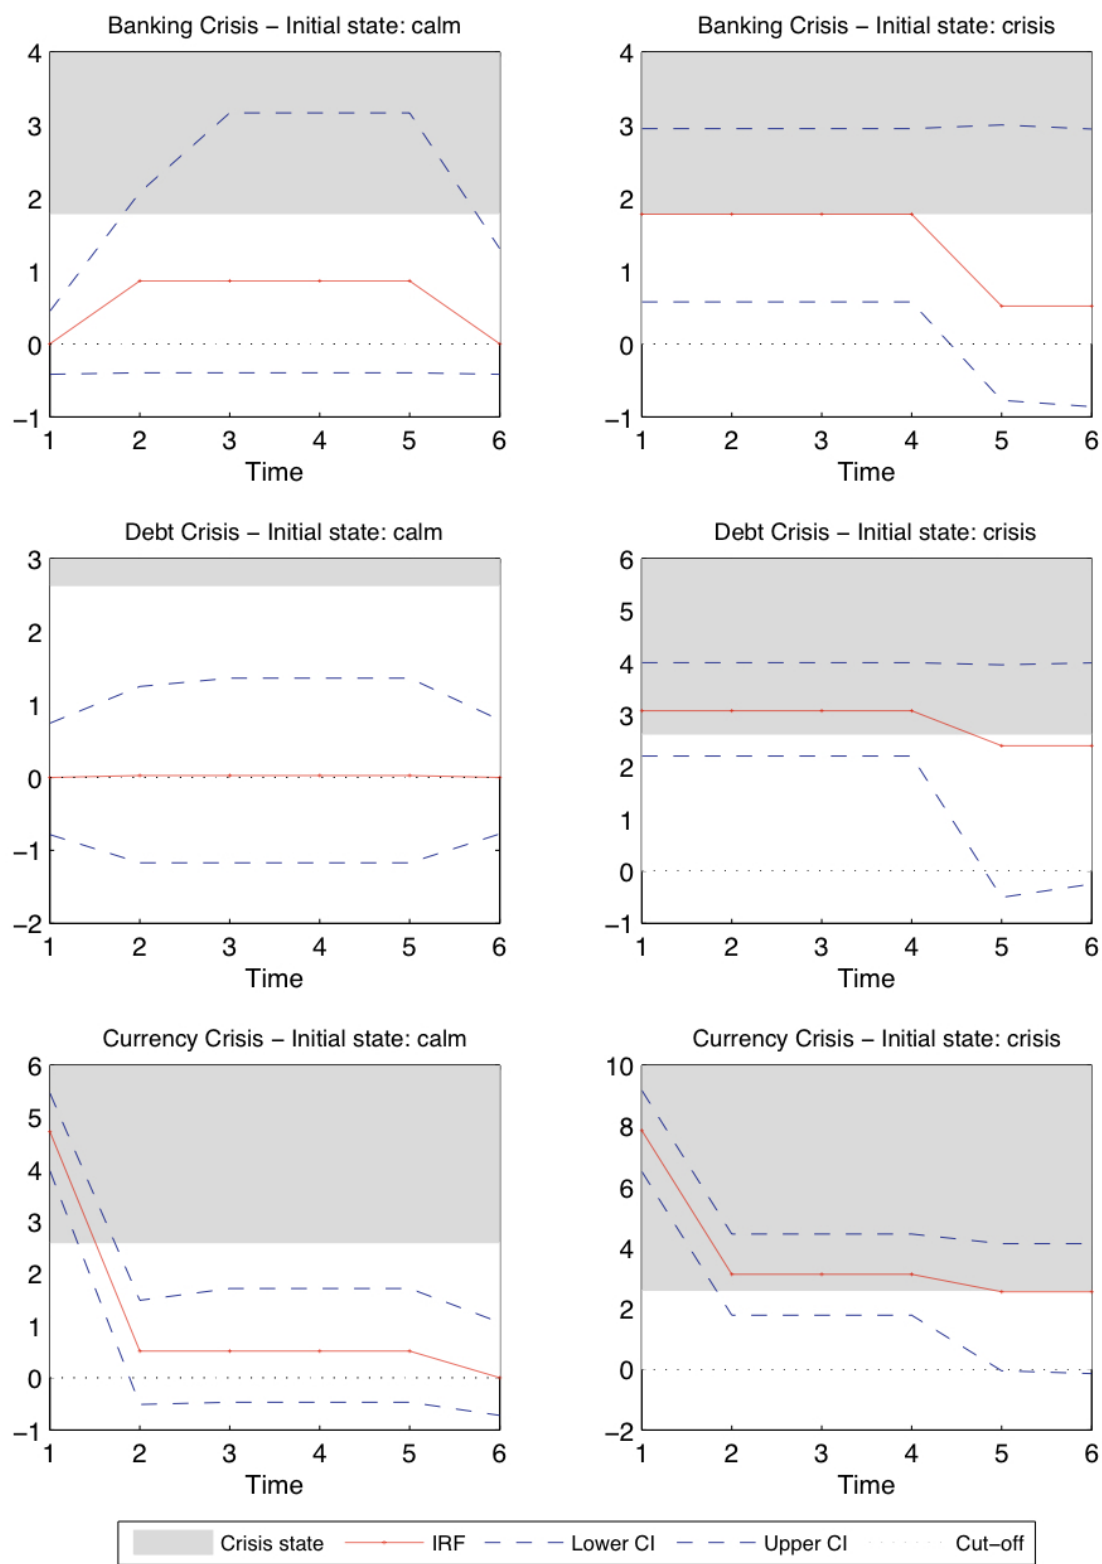 Banking Crisis – Initial state: calm
4
3
2
1
0
−1
1 2 3 4 5 6
Time
Banking Crisis – Initial state: crisis
4
3
2
1
0
−1
1 2 3 4 5 6
Time
Debt Crisis – Initial state: calm
3
2
1
0
−1
−2
1 2 3 4 5 6
Time
Debt Crisis – Initial state: crisis
6
5
4
3
2
1
0
−1
1 2 3 4 5 6
Time
Currency Crisis – Initial state: calm
6
5
4
3
2
1
0
−1
1 2 3 4 5 6
Time
Currency Crisis – Initial state: crisis
10
8
6
4
2
0
−2
1 2 3 4 5 6
Time
Crisis state IRF Lower CI Upper CI Cut−off